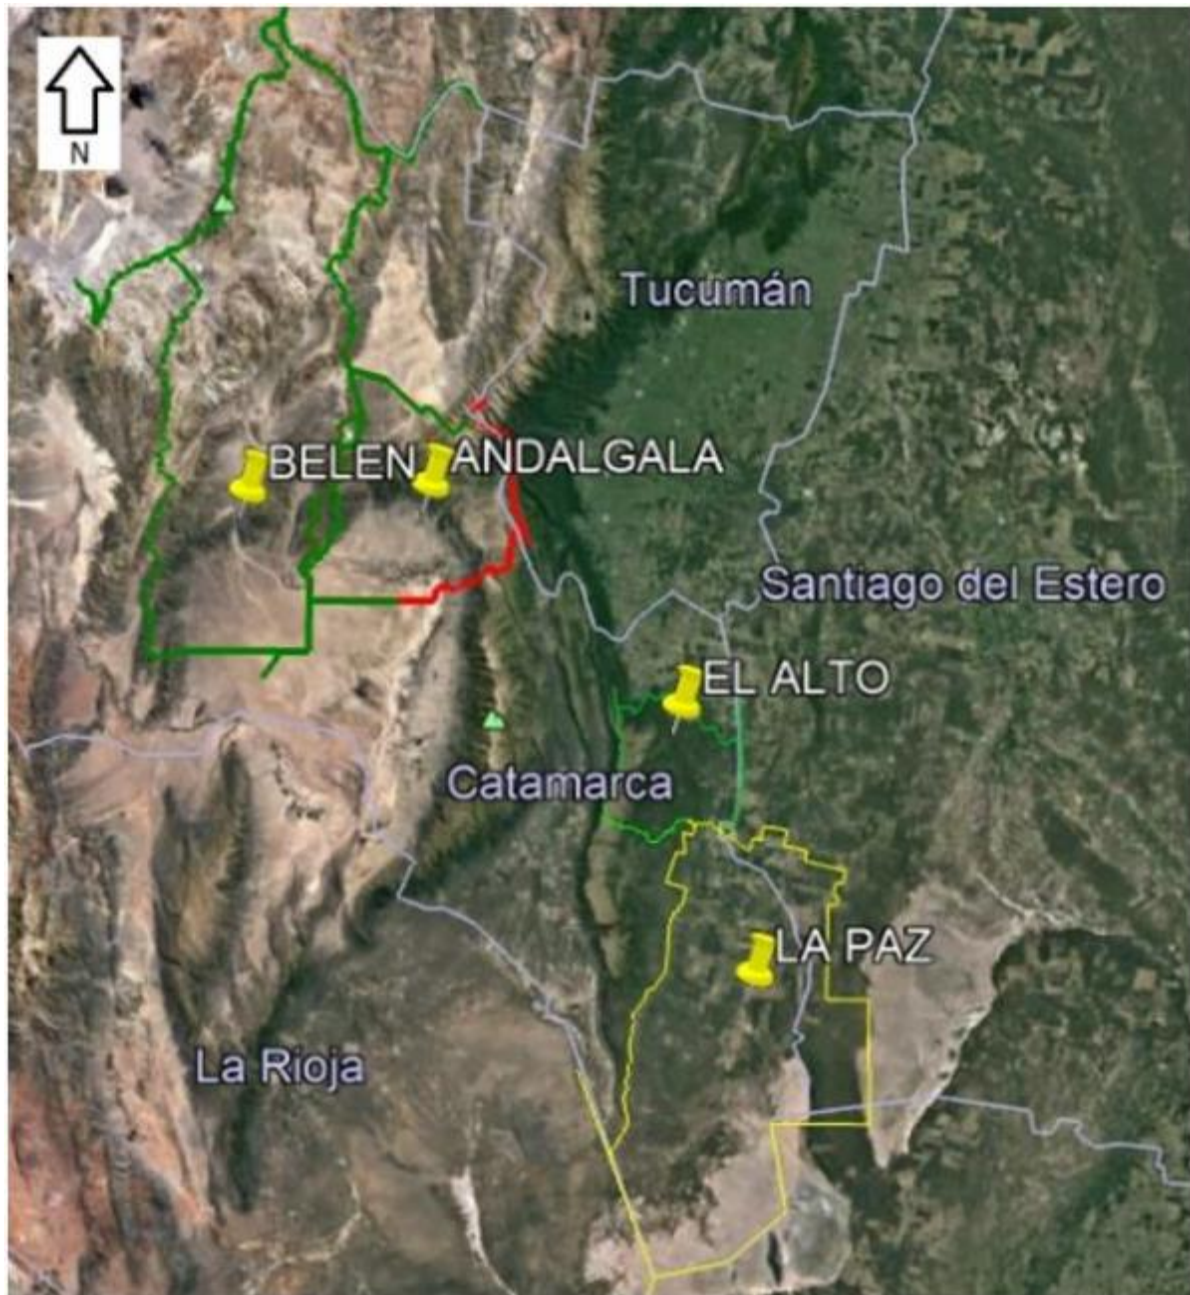 N
Tucumán
BELEN
ANDALGALA
Santiago del Estero
EL ALTO
Catamarca
LA PAZ
La Rioja